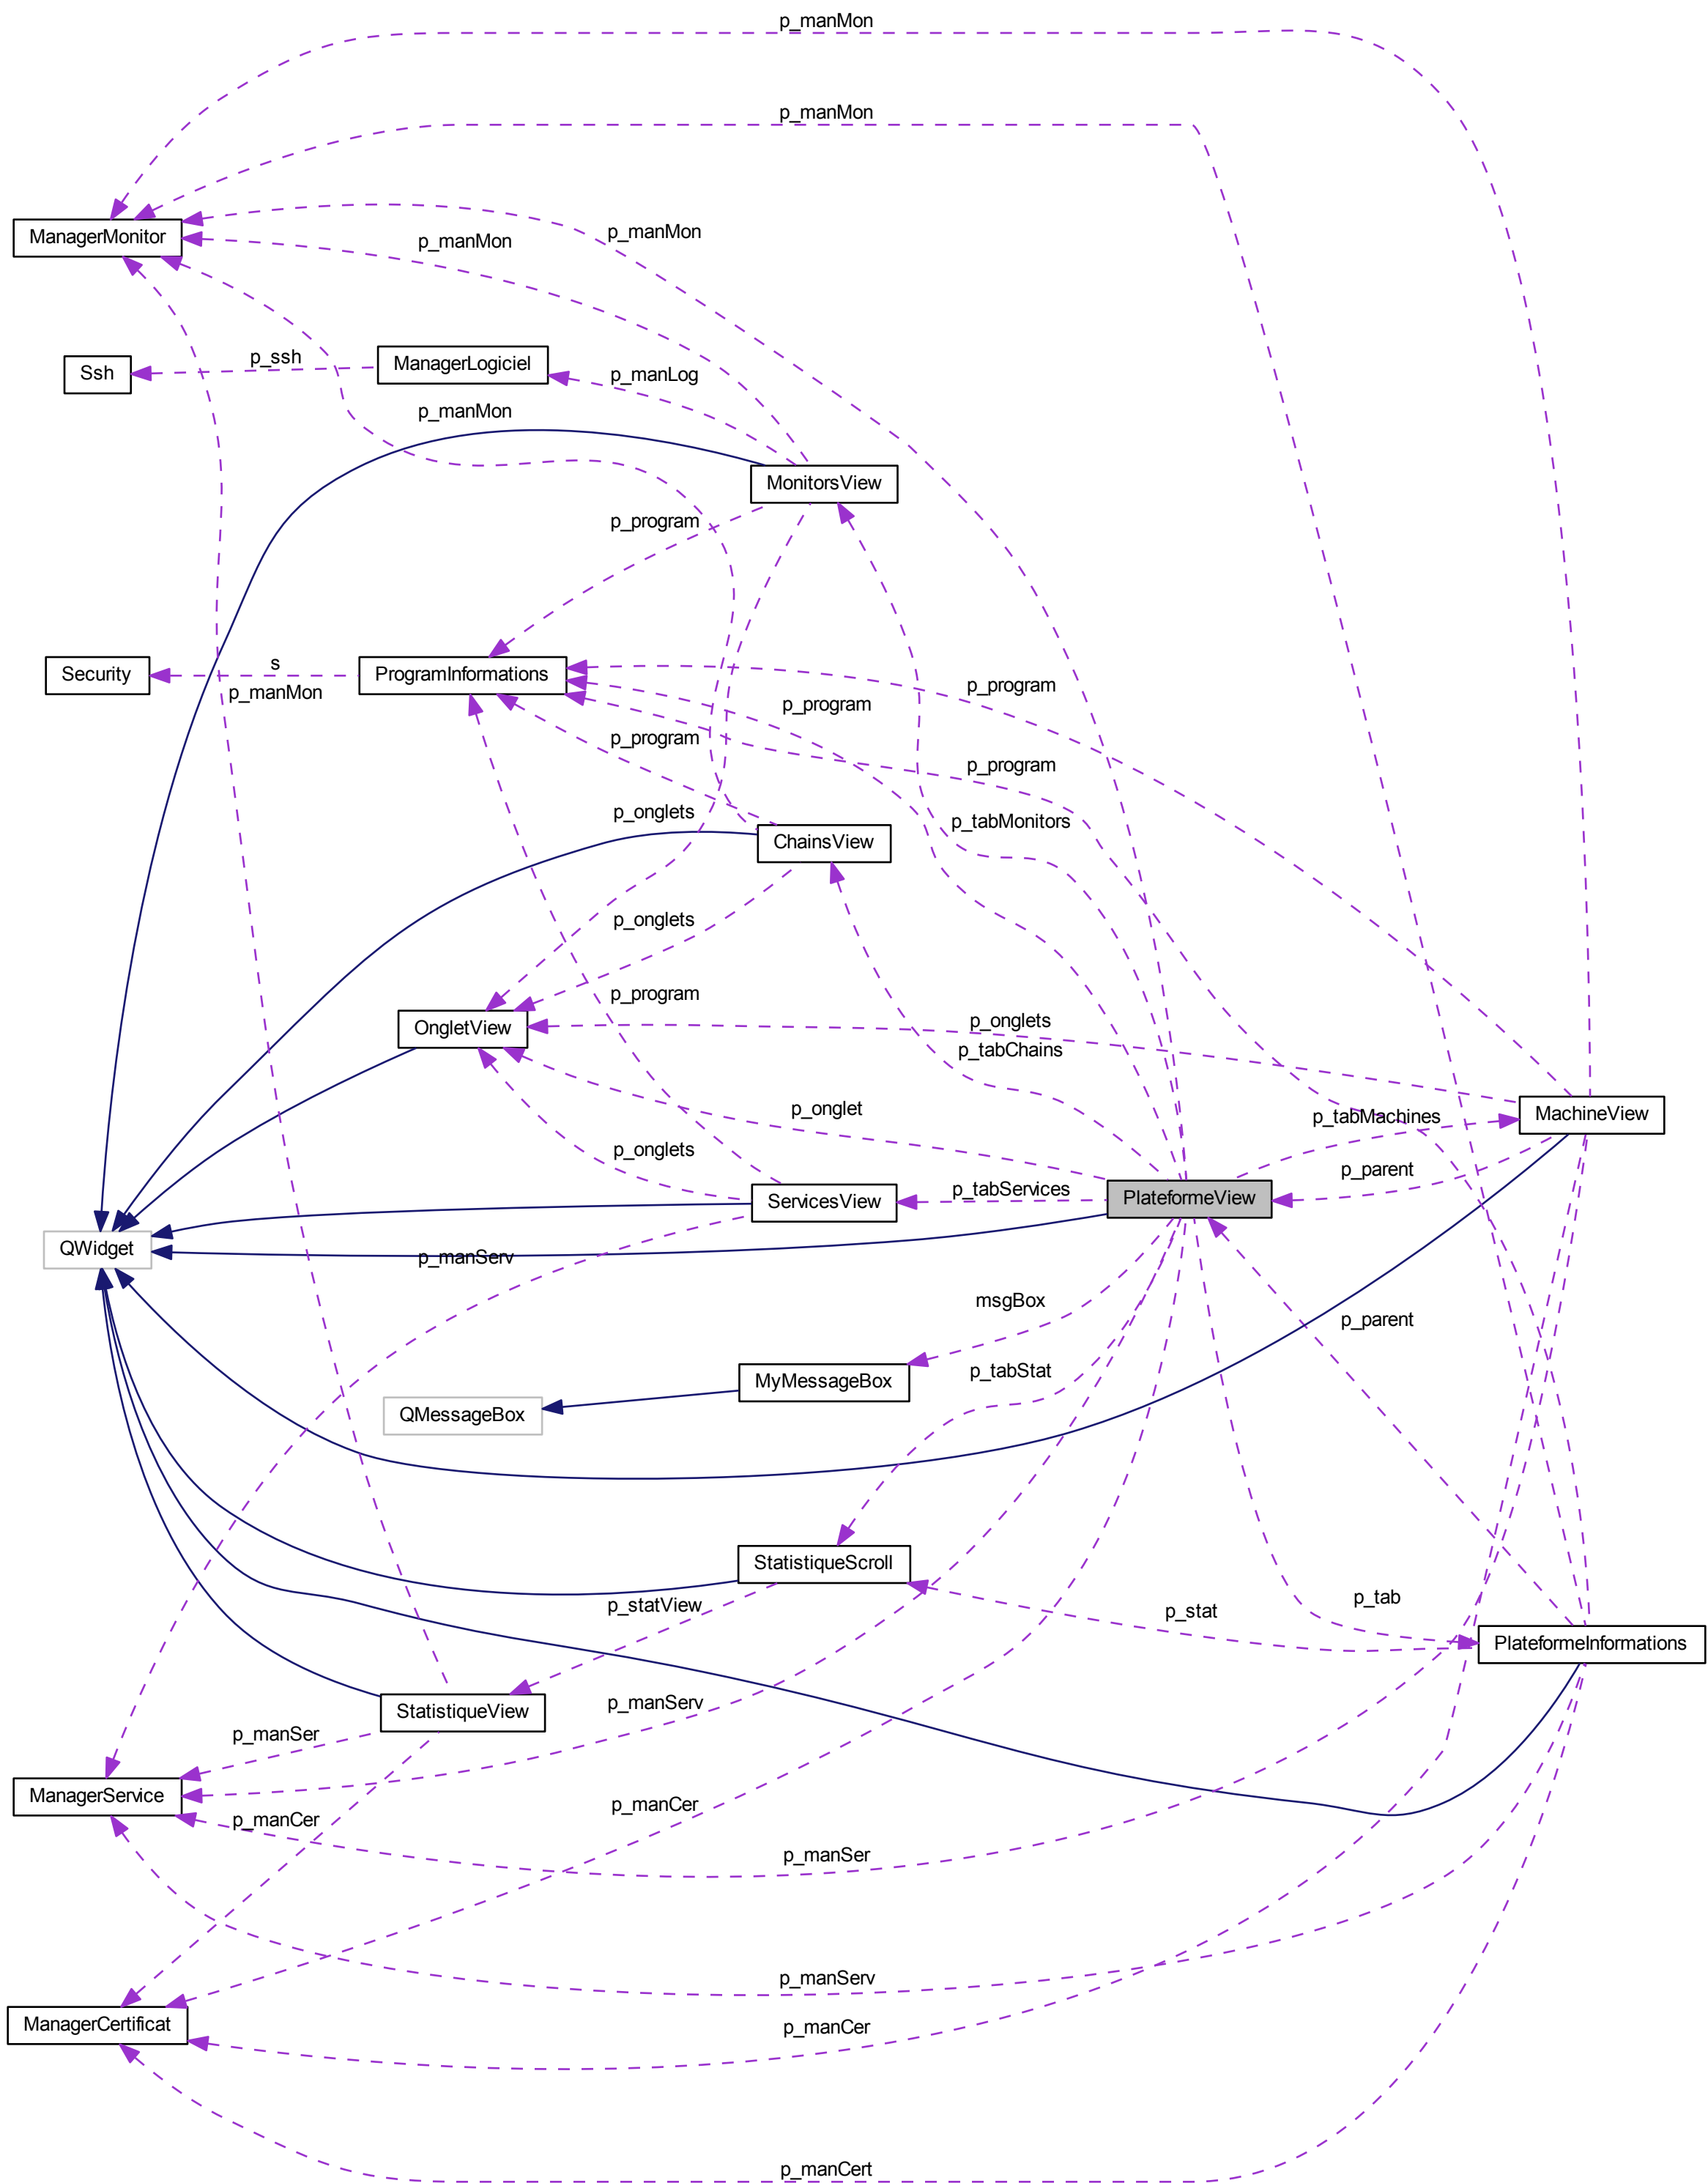 p_manMon
p_manMon
p_manMon
ManagerMonitor
p_manMon
p_ssh
ManagerLogiciel
Ssh
p_manLog
p_manMon
MonitorsView
p_program
s
ProgramInformations
Security
p_manMon
p_program
p_program
p_program
p_program
p_onglets
p_tabMonitors
ChainsView
p_onglets
p_program
OngletView
p_onglets
p_tabChains
p_onglet
p_tabMachines
MachineView
p_onglets
p_parent
p_tabServices
ServicesView
PlateformeView
QWidget
p_manServ
msgBox
p_parent
p_tabStat
MyMessageBox
QMessageBox
StatistiqueScroll
p_statView
p_stat
p_tab
PlateformeInformations
StatistiqueView
p_manServ
p_manSer
ManagerService
p_manCer
p_manCer
p_manSer
p_manServ
ManagerCertificat
p_manCer
p_manCert